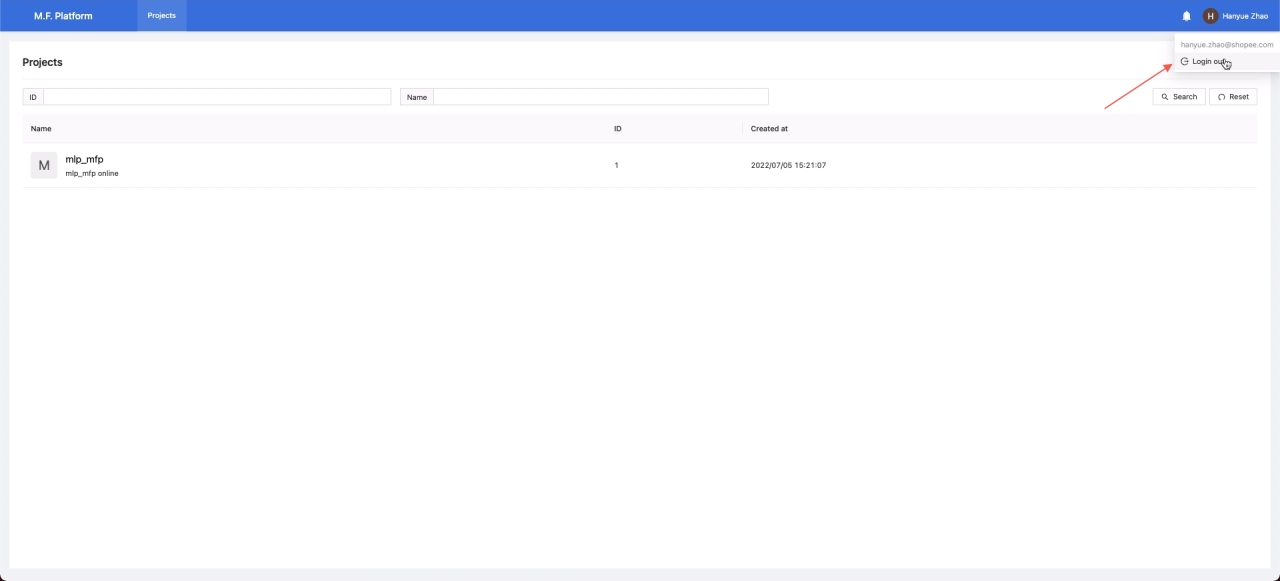 M.F. Platform
Projects
H
Hanyue Zhao
hanyue.zhao@shopee.com
Login out
Projects
ID
Name
Search
Reset
Name
ID
Created at
M
mlp_mfp
mlp_mfp online
1
2022/07/05 15:21:07